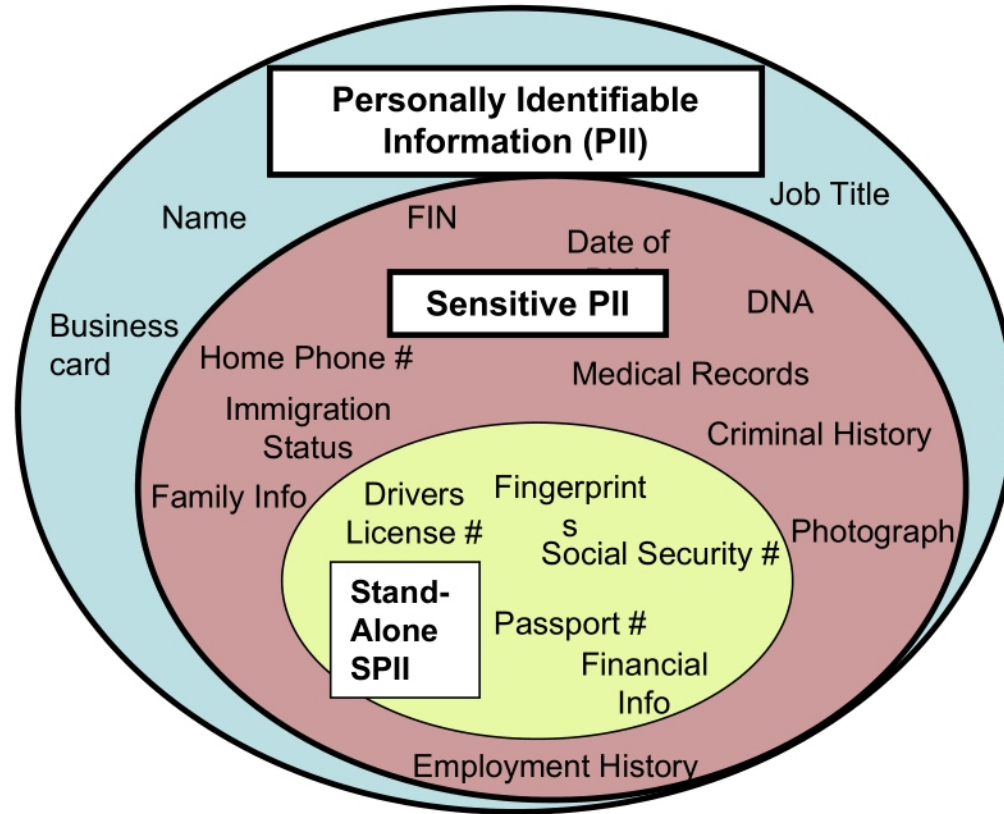 Personally Identifiable
Information (PII)
Name
FIN
Job Title
Date of
Sensitive PII
DNA
Business
card
Home Phone #
Medical Records
Immigration
Status
Criminal History
Family Info
Drivers
License #
Fingerprint
s
Social Security #
Photograph
Stand-
Alone
SPII
Passport #
Financial
Info
Employment History